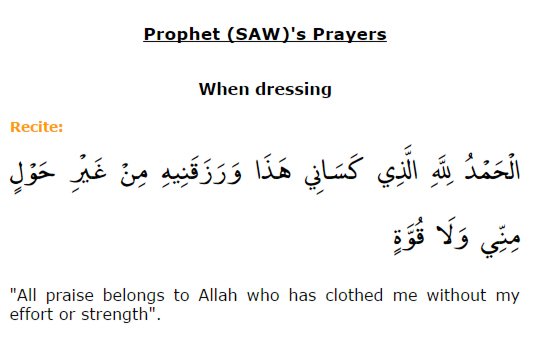 Prophet (SAW)'s Prayers
When dressing
Recite:
الْحَمْدُ لِلَّهِ الَّذِي كَسَانِي هَذَا وَرَزَقَنِيهِ مِنْ غَيْرِ حَوْلٍ
مِنِّي وَلَا قُوَّةٍ
"All praise belongs to Allah who has clothed me without my
effort or strength".